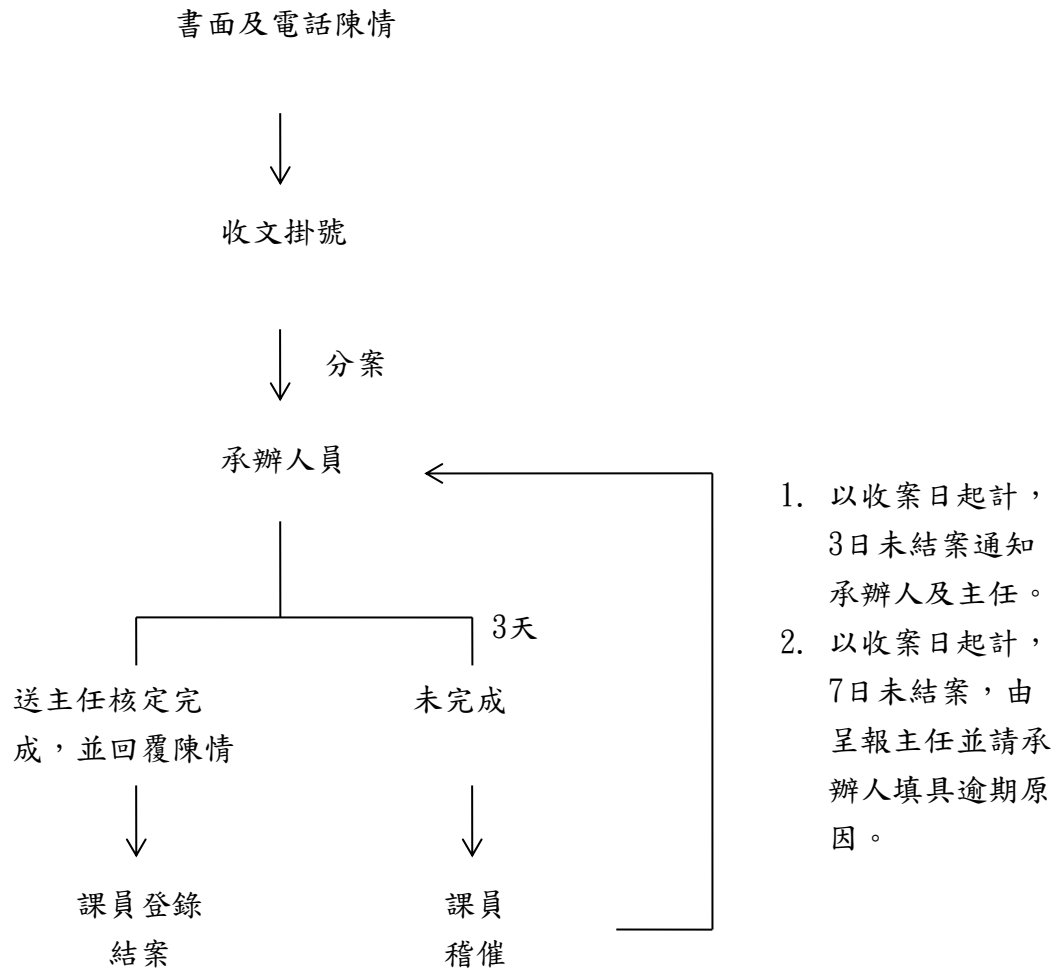 書面及電話陳情
收文掛號
分案
承辦人員
3天
送主任核定完
成，並回覆陳情
未完成
課員登錄
結案
課員
稽催
1. 以收案日起計，
3日未結案通知
承辦人及主任。
2. 以收案日起計，
7日未結案，由
呈報主任並請承
辦人填具逾期原
因。